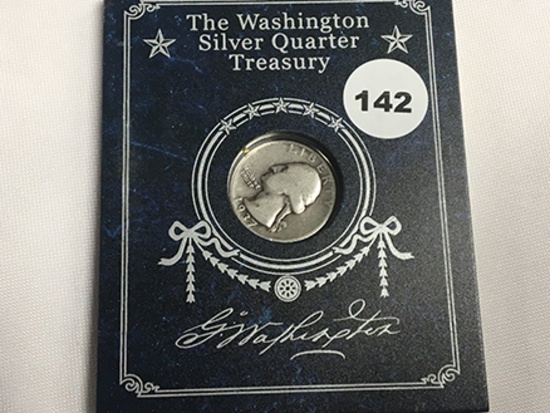 The Washington
Silver Quarter
Treasury
142
LIBERTY
G. Washington